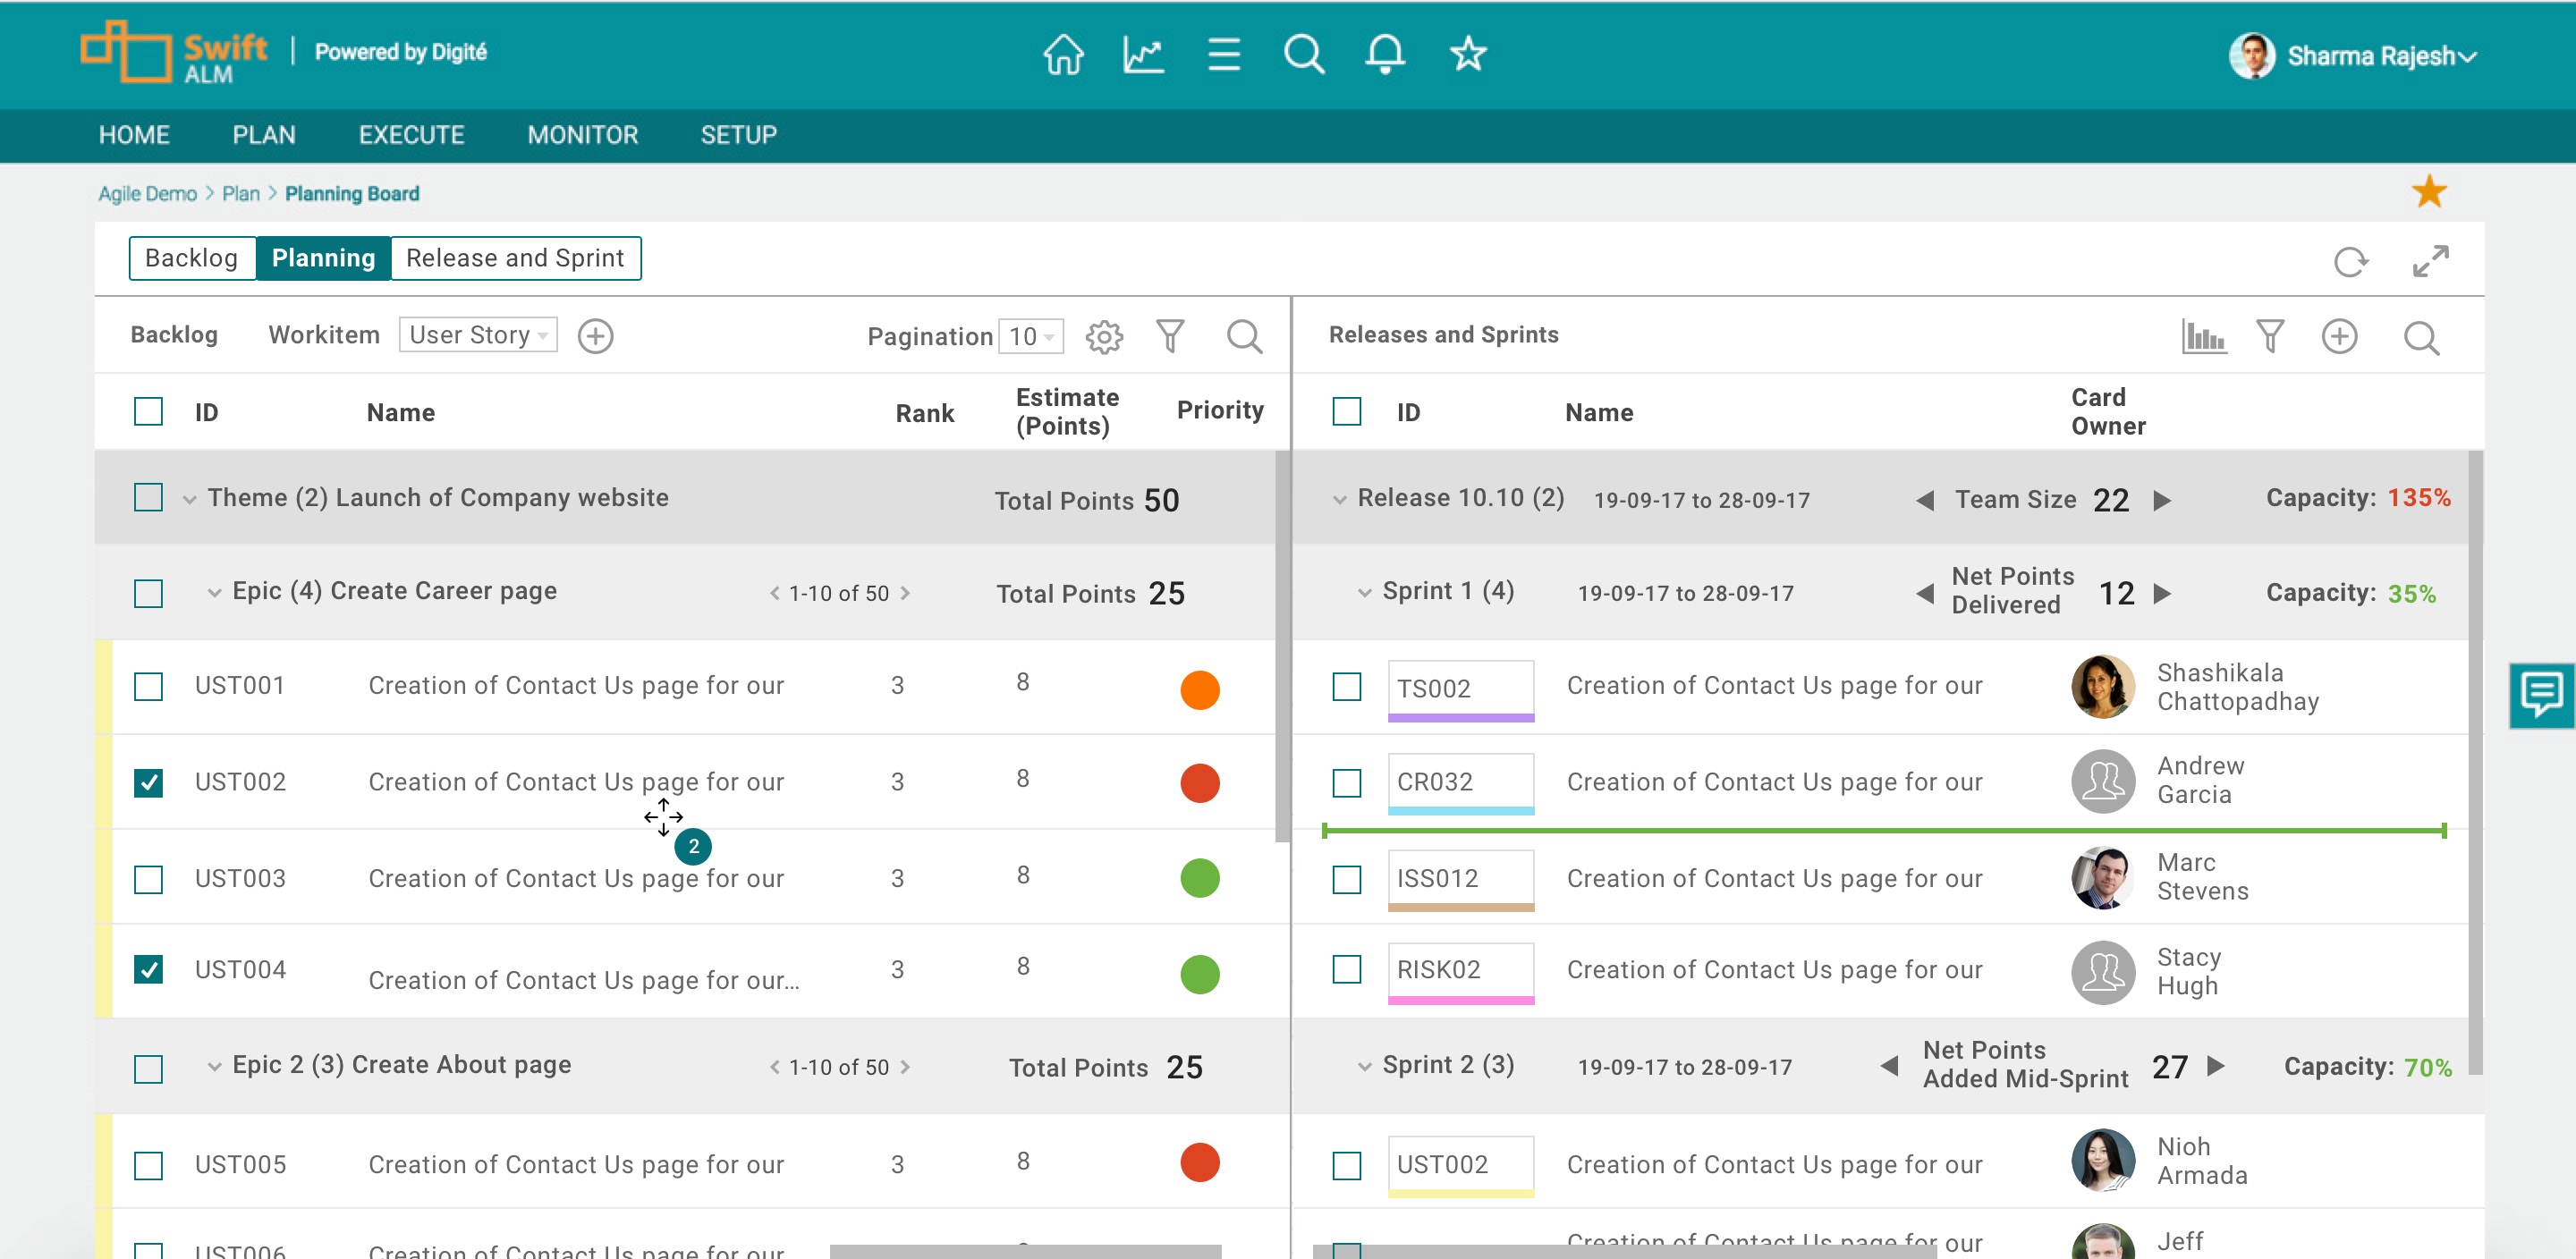 Swift
ALM
Powered by Digité
Sharma Rajesh
HOME PLAN EXECUTE MONITOR SETUP
Agile Demo > Plan > Planning Board
Backlog Planning Release and Sprint
Backlog Workitem User Story Pagination 10
Releases and Sprints
ID Name Rank Estimate (Points) Priority
ID Name Card Owner
Theme (2) Launch of Company website Total Points 50
Release 10.10 (2) 19-09-17 to 28-09-17 Team Size 22 Capacity: 135%
Epic (4) Create Career page < 1-10 of 50 > Total Points 25
Sprint 1 (4) 19-09-17 to 28-09-17 Net Points Delivered 12 Capacity: 35%
UST001 Creation of Contact Us page for our 3 8
TS002 Creation of Contact Us page for our Shashikala Chattopadhay
UST002 Creation of Contact Us page for our 3 8
CR032 Creation of Contact Us page for our Andrew Garcia
2
UST003 Creation of Contact Us page for our 3 8
ISS012 Creation of Contact Us page for our Marc Stevens
UST004 Creation of Contact Us page for our... 3 8
RISK02 Creation of Contact Us page for our Stacy Hugh
Epic 2 (3) Create About page < 1-10 of 50 > Total Points 25
Sprint 2 (3) 19-09-17 to 28-09-17 Net Points Added Mid-Sprint 27 Capacity: 70%
UST005 Creation of Contact Us page for our 3 8
UST002 Creation of Contact Us page for our Nioh Armada
UST006 Creation of Contact Us page for our
Creation of Contact Us page for our Jeff